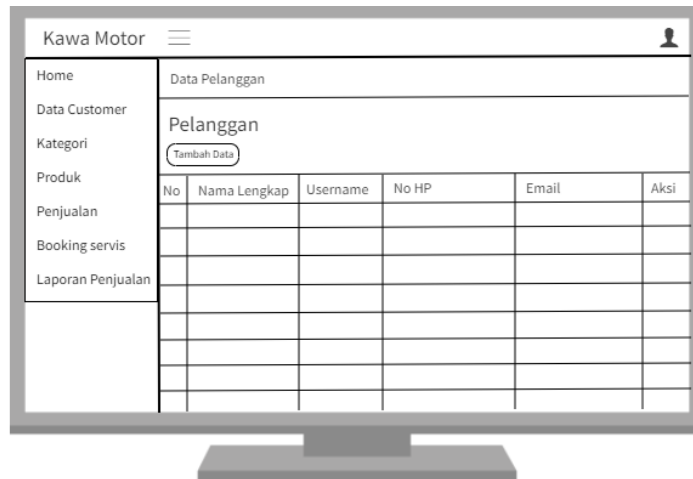 Kawa Motor
Home
Data Customer
Kategori
Produk
Penjualan
Booking servis
Laporan Penjualan
Data Pelanggan
Pelanggan
Tambah Data
No Nama Lengkap Username No HP Email Aksi